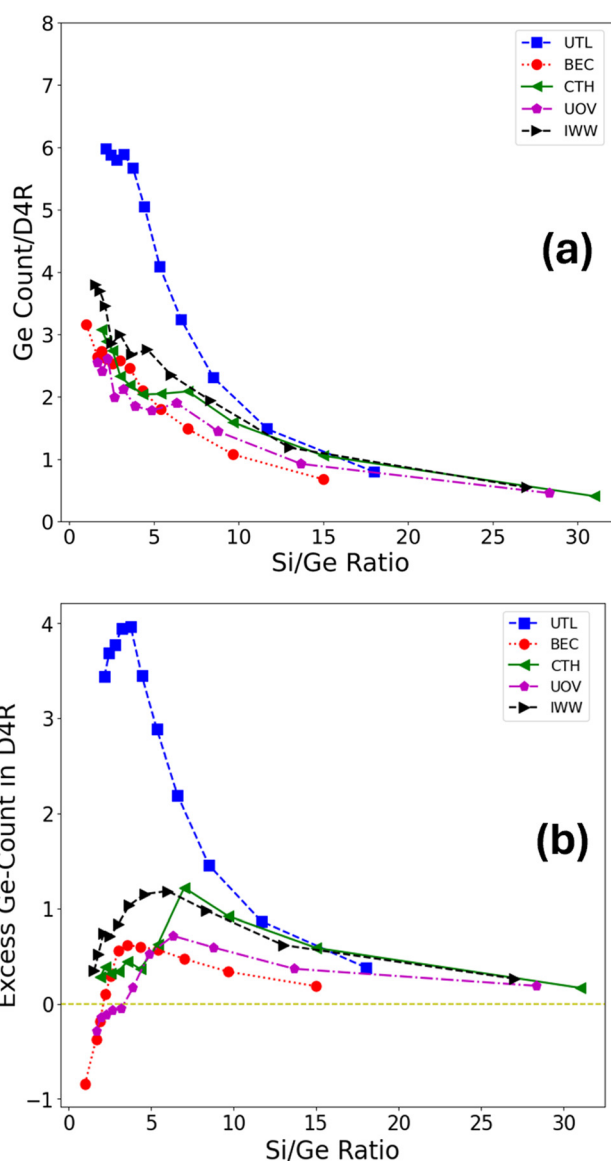 8
7
6
5
4
3
2
1
0
Ge Count/D4R
UTL
BEC
CTH
UOV
IWW
(a)
0 5 10 15 20 25 30
Si/Ge Ratio
4
3
2
1
0
−1
Excess Ge-Count in D4R
UTL
BEC
CTH
UOV
IWW
(b)
0 5 10 15 20 25 30
Si/Ge Ratio